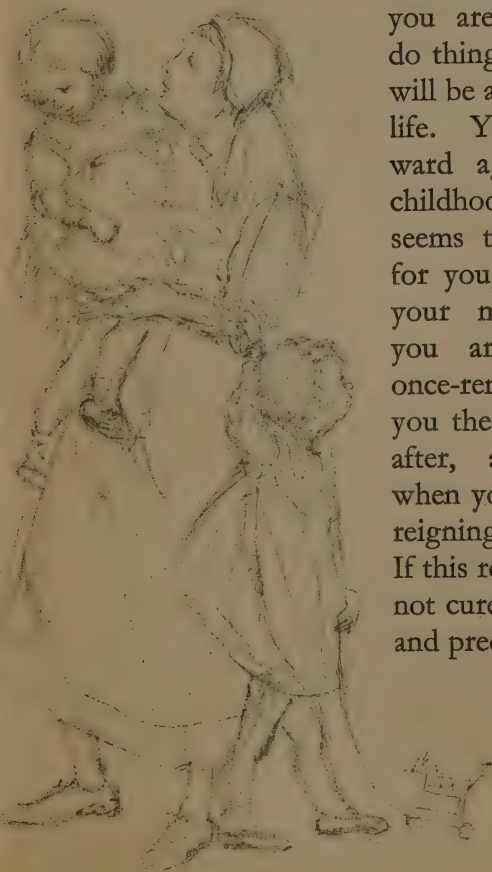 you are
do thing
will be a
life. Y
ward a
childhoo
seems t
for you
your m
you ar
once-re
you the
after, a
when yo
reigning
If this r
not cure
and pre